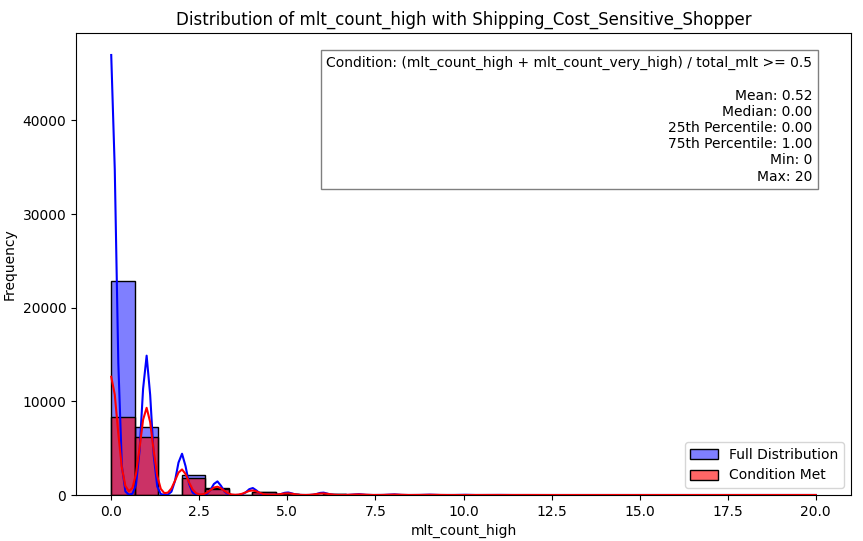 Distribution of mlt_count_high with Shipping_Cost_Sensitive_Shopper
Condition: (mlt_count_high + mlt_count_very_high) / total_mlt >= 0.5
Mean: 0.52
Median: 0.00
25th Percentile: 0.00
75th Percentile: 1.00
Min: 0
Max: 20
Frequency
40000
30000
20000
10000
0
Full Distribution
Condition Met
0.0 2.5 5.0 7.5 10.0 12.5 15.0 17.5 20.0
mlt_count_high